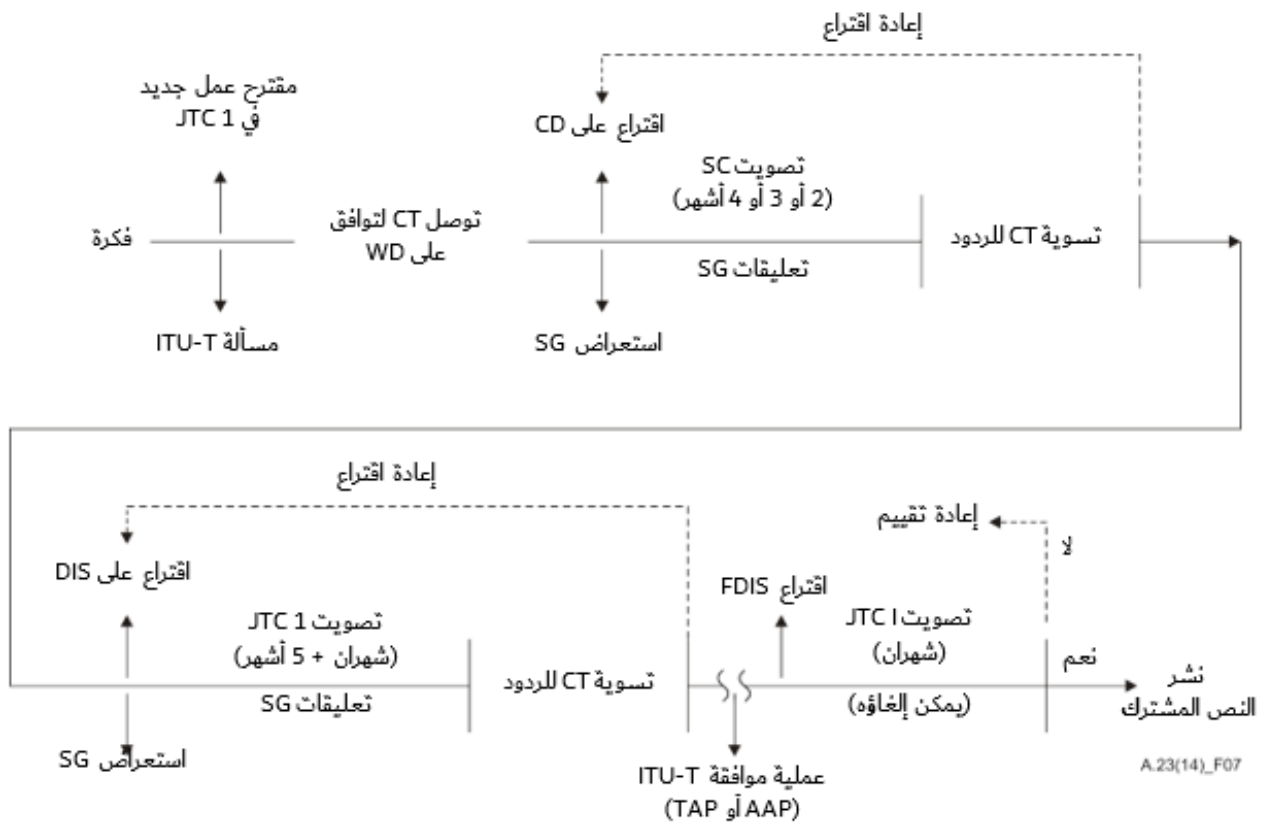 إعادة اقتراع
مقترح عمل جديد
في JTC 1
اقتراع على CD
تصويت SC
(2 أو 3 أو 4 أشهر)
فكرة
توصل CT لتوافق
على WD
تسوية CT للردود
تعليقات SG
مسألة ITU-T
استعراض SG
إعادة اقتراع
إعادة تقييم
لا
اقتراع على DIS
اقتراع FDIS
تصويت JTC 1
(شهران + 5 أشهر)
تصويت JTC I
(شهران)
تسوية CT للردود
نعم
نشر
النص المشترك
تعليقات SG
(يمكن إلغاؤه)
استعراض SG
عملية موافقة ITU-T
(AAP أو TAP)
A.23(14)_F07